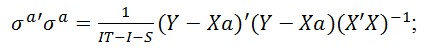 σ^{a′}σ^{a} = \frac{1}{IT−I−S}(Y − Xa)′(Y − Xa)(X′X)^{−1};